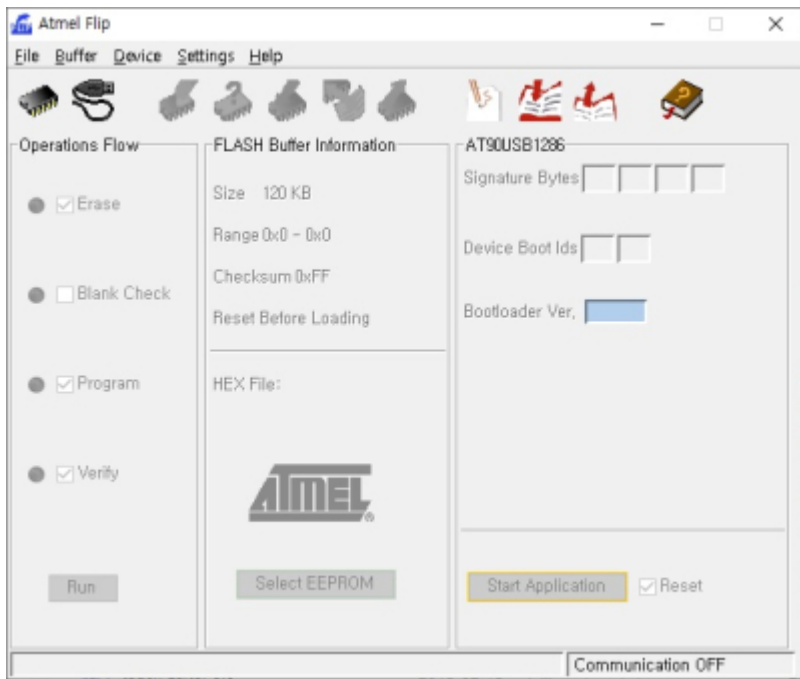 Atmel Flip
File Buffer Device Settings Help
Operations Flow
Erase
Blank Check
Program
Verify
Run
FLASH Buffer Information
Size 120 KB
Range 0x0 - 0x0
Checksum 0xFF
Reset Before Loading
HEX File:
ATMEL
Select EEPROM
AT90USB1286
Signature Bytes
Device Boot Ids
Bootloader Ver,
Start Application Reset
Communication OFF